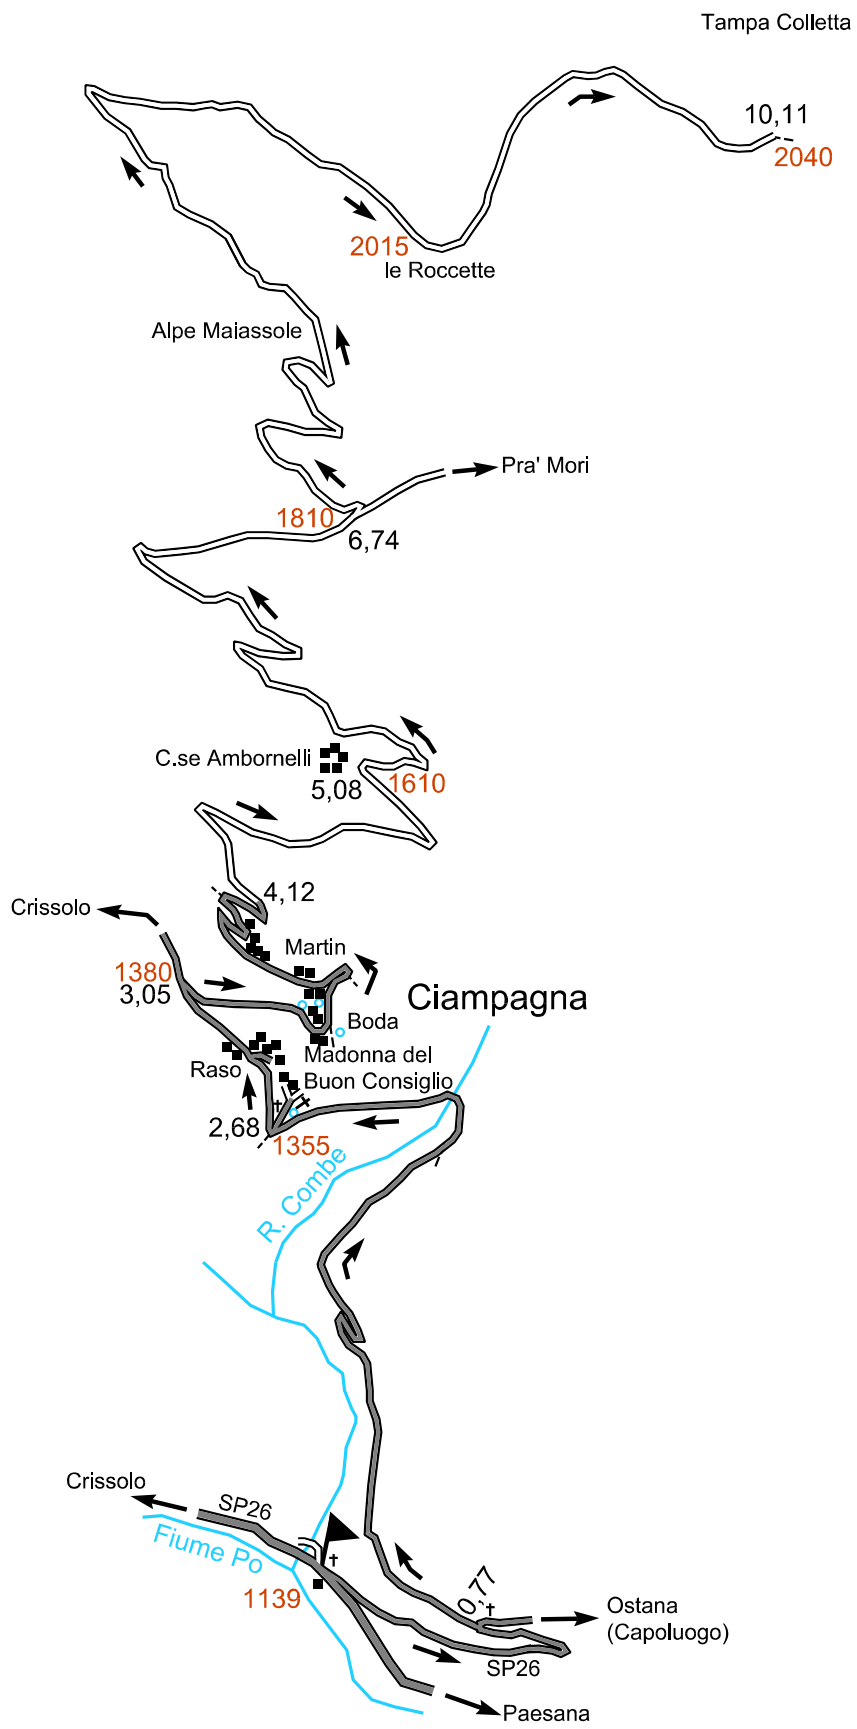 Tampa Colletta
10,11
2040
2015
le Roccette
Alpe Maiassole
Pra' Mori
1810
6,74
C.se Ambornelli
5,08
1610
4,12
Crissolo
Martin
1380
3,05
Ciampagna
Boda
Raso
Madonna del
Buon Consiglio
2,68
1355
R. Combe
Crissolo
SP26
Fiume Po
1139
0,77
Ostana
(Capoluogo)
SP26
Paesana